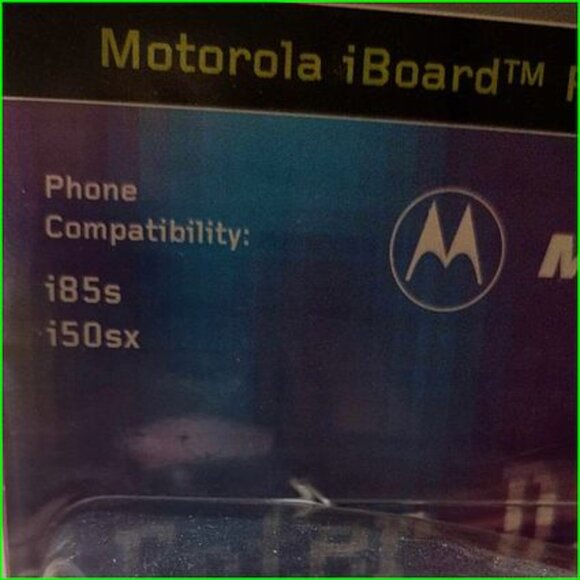 Motorola iBoard™
Phone
Compatibility:
i85s
i50sx